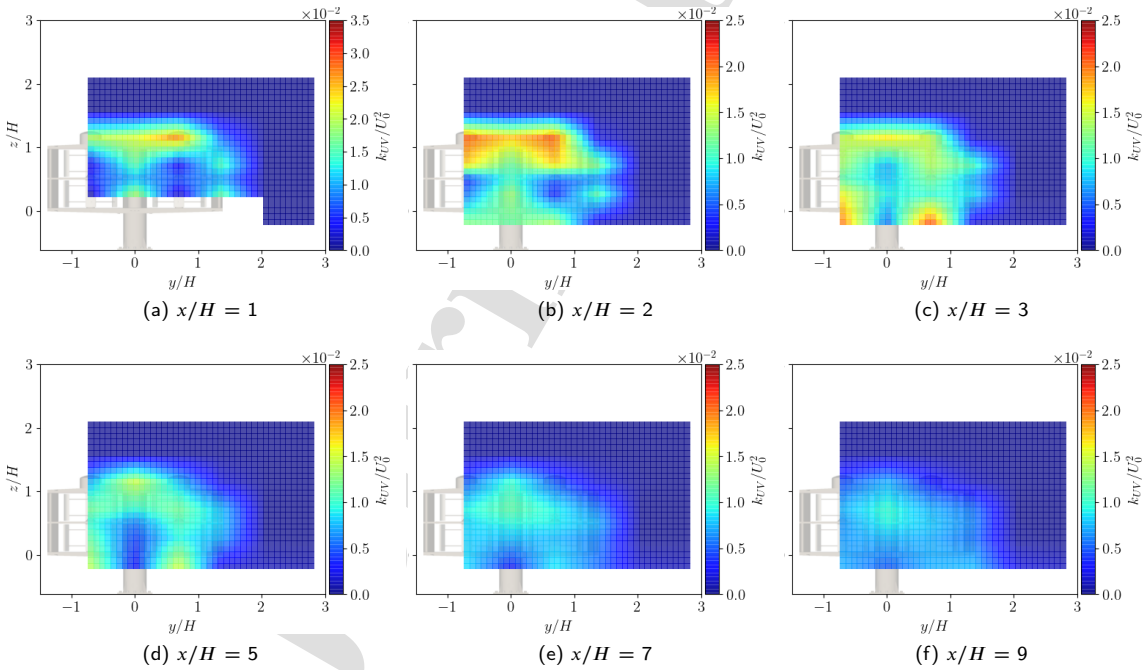 ×10⁻² ×10⁻² ×10⁻²
3 3.5 2.5 2.5
3.0
2.0 2.0
2 2.5
2.0 1.5 1.5
z/H 1 k_UV/U_0^2 k_UV/U_0^2 k_UV/U_0^2
1.5
1.0 1.0
1.0
0 0.5 0.5
0.5
0.0 0.0 0.0
−1 0 1 2 3 −1 0 1 2 3 −1 0 1 2 3
y/H y/H y/H
(a) x/H = 1 (b) x/H = 2 (c) x/H = 3
×10⁻² ×10⁻² ×10⁻²
3 2.5 2.5 2.5
2.0 2.0 2.0
2
1.5 1.5 1.5
z/H 1 k_UV/U_0^2 k_UV/U_0^2 k_UV/U_0^2
1.0 1.0 1.0
0 0.5 0.5 0.5
0.0 0.0 0.0
−1 0 1 2 3 −1 0 1 2 3 −1 0 1 2 3
y/H y/H y/H
(d) x/H = 5 (e) x/H = 7 (f) x/H = 9